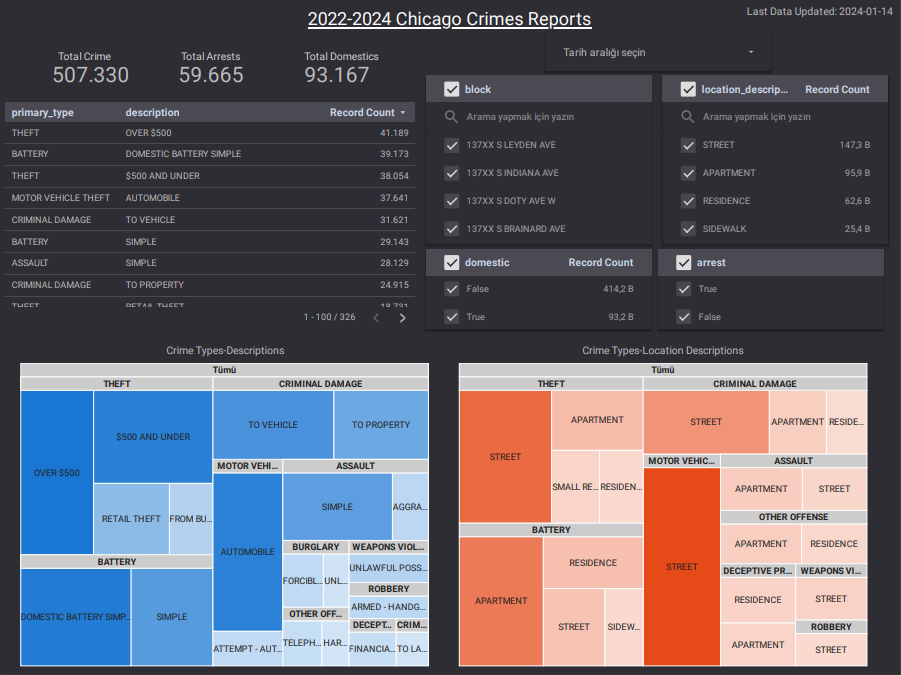 2022-2024 Chicago Crimes Reports
Last Data Updated: 2024-01-14
Total Crime
507.330
Total Arrests
59.665
Total Domestics
93.167
Tarih aralığı seçin
primary_type description Record Count
THEFT OVER $500 41.189
BATTERY DOMESTIC BATTERY SIMPLE 39.173
THEFT $500 AND UNDER 38.054
MOTOR VEHICLE THEFT AUTOMOBILE 37.641
CRIMINAL DAMAGE TO VEHICLE 31.621
BATTERY SIMPLE 29.143
ASSAULT SIMPLE 28.129
CRIMINAL DAMAGE TO PROPERTY 24.915
THEFT RETAIL THEFT 18.731
1 - 100 / 326
block
Arama yapmak için yazın
137XX S LEYDEN AVE
137XX S INDIANA AVE
137XX S DOTY AVE W
137XX S BRAINARD AVE
location_descrip... Record Count
Arama yapmak için yazın
STREET 147,3 B
APARTMENT 95,9 B
RESIDENCE 62,6 B
SIDEWALK 25,4 B
domestic Record Count
False 414,2 B
True 93,2 B
arrest
True
False
Crime Types-Descriptions
Tümü
THEFT
OVER $500
$500 AND UNDER
RETAIL THEFT
FROM BU...
BATTERY
DOMESTIC BATTERY SIMP...
SIMPLE
CRIMINAL DAMAGE
TO VEHICLE
TO PROPERTY
MOTOR VEHI...
AUTOMOBILE
ATTEMPT - AUT...
ASSAULT
SIMPLE
AGGRA...
BURGLARY
FORCIBL...
UNL...
WEAPONS VIOL...
UNLAWFUL POSS...
ROBBERY
ARMED - HANDG...
OTHER OFF...
TELEPH...
HAR...
DECEPT...
FINANCIA...
CRIM...
TO LA...
Crime Types-Location Descriptions
Tümü
THEFT
STREET
APARTMENT
SMALL RE...
RESIDEN...
BATTERY
APARTMENT
RESIDENCE
STREET
SIDEW...
CRIMINAL DAMAGE
STREET
APARTMENT
RESIDE...
MOTOR VEHIC...
STREET
ASSAULT
APARTMENT
STREET
OTHER OFFENSE
APARTMENT
RESIDENCE
DECEPTIVE PR...
RESIDENCE
APARTMENT
WEAPONS VI...
STREET
ROBBERY
STREET